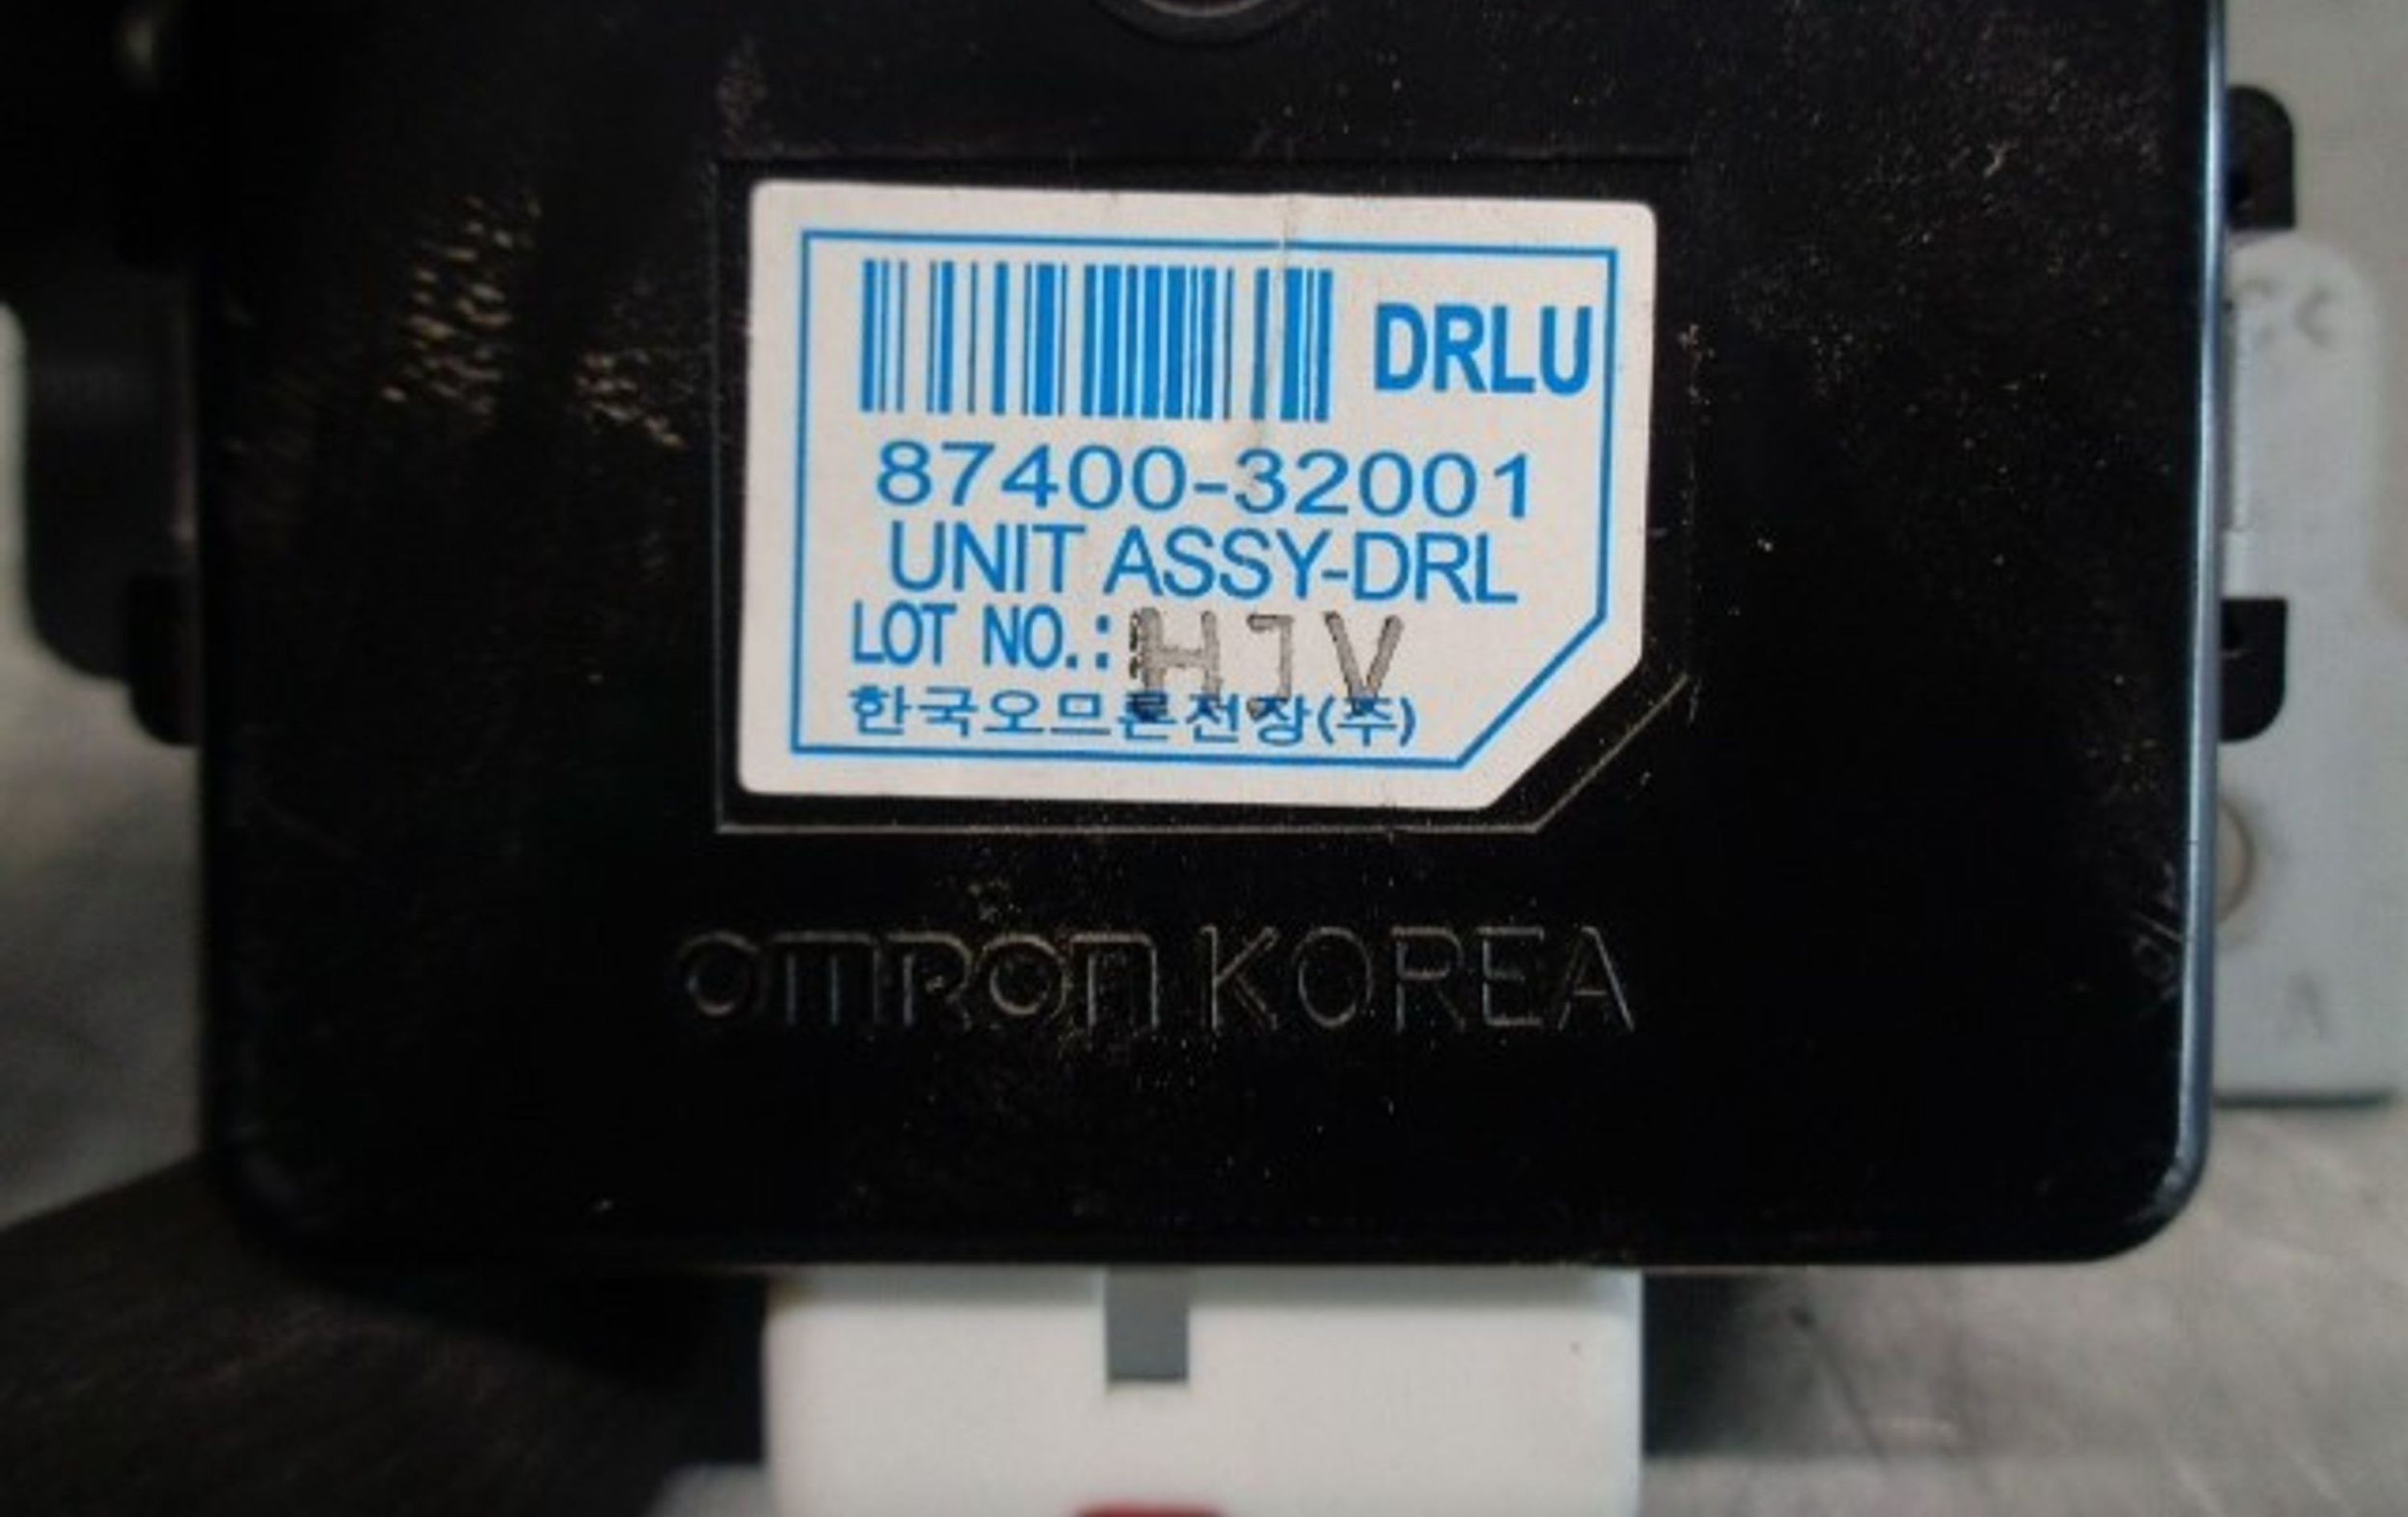 DRLU
87400-32001
UNIT ASSY-DRL
LOT NO.: HJV
한국오므론전장(주)
OMRON KOREA